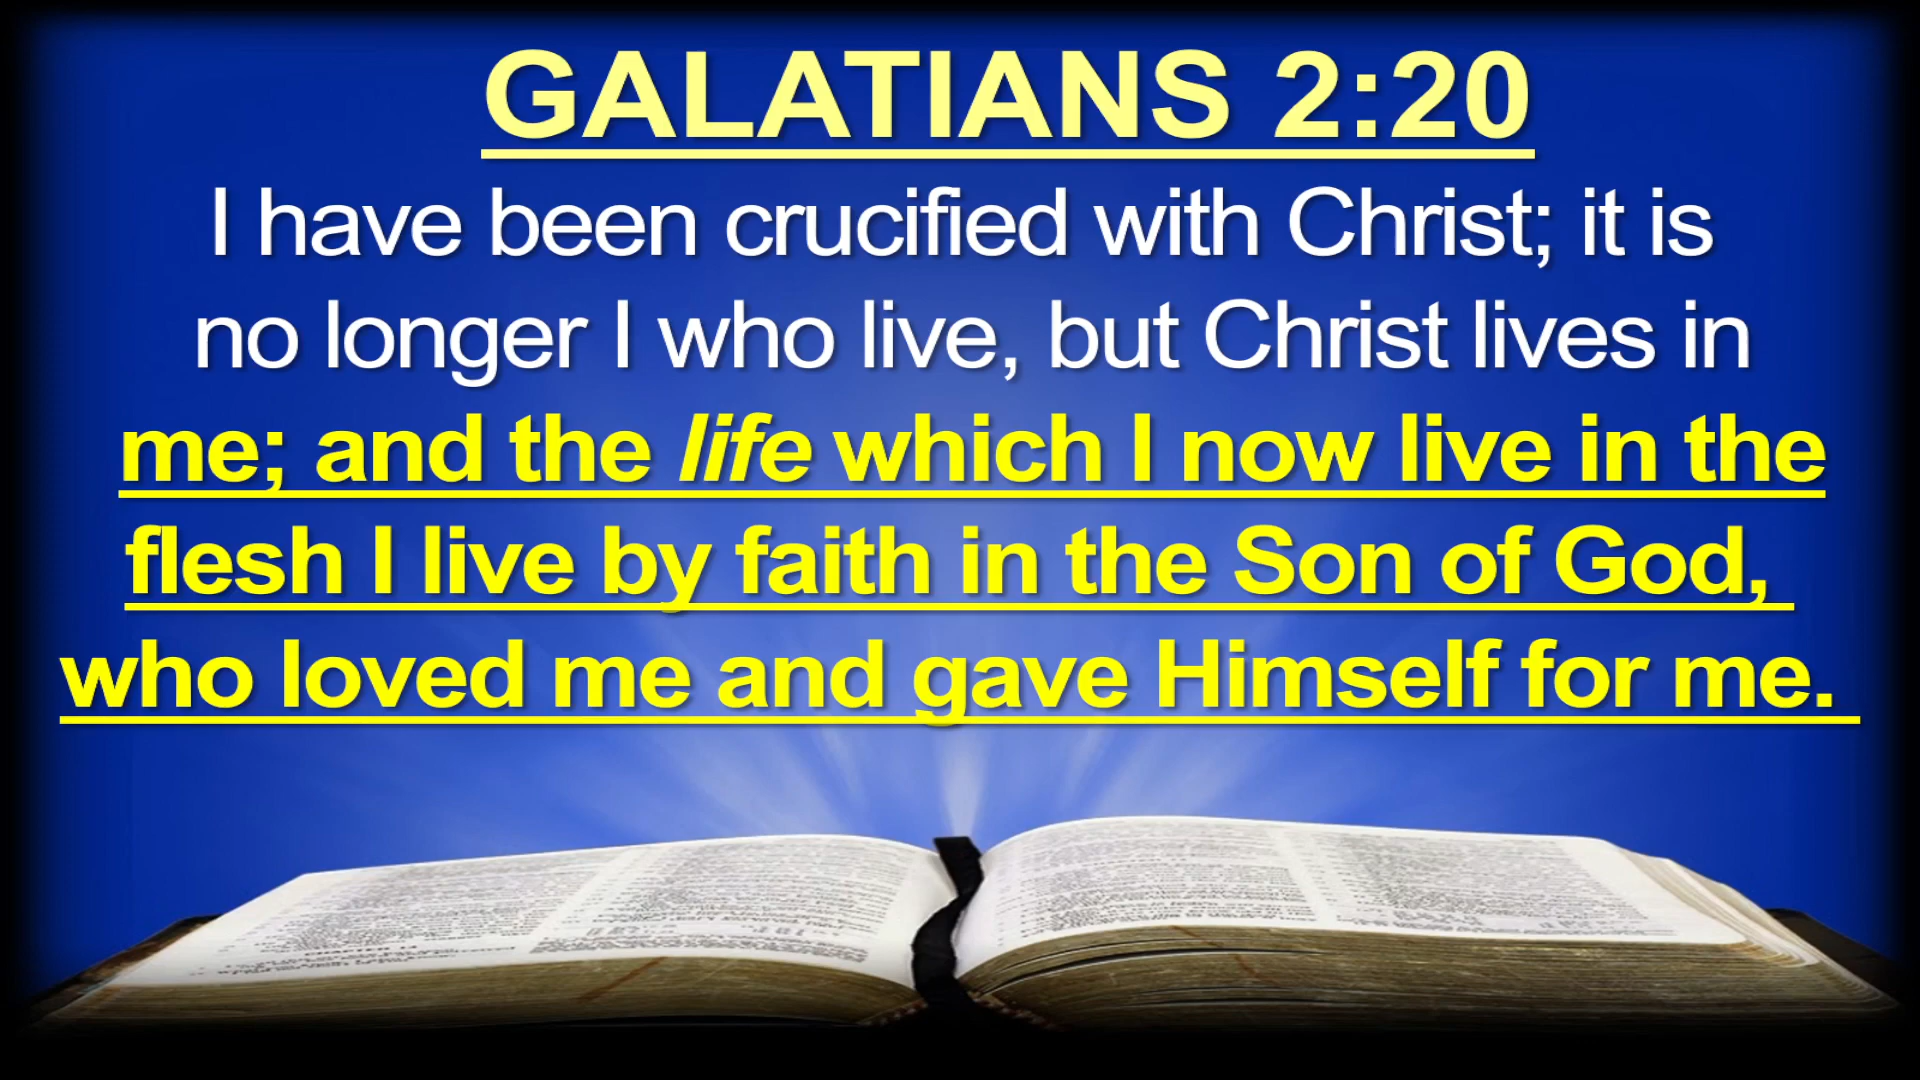 GALATIANS 2:20
I have been crucified with Christ; it is
no longer I who live, but Christ lives in
me; and the life which I now live in the
flesh I live by faith in the Son of God,
who loved me and gave Himself for me.